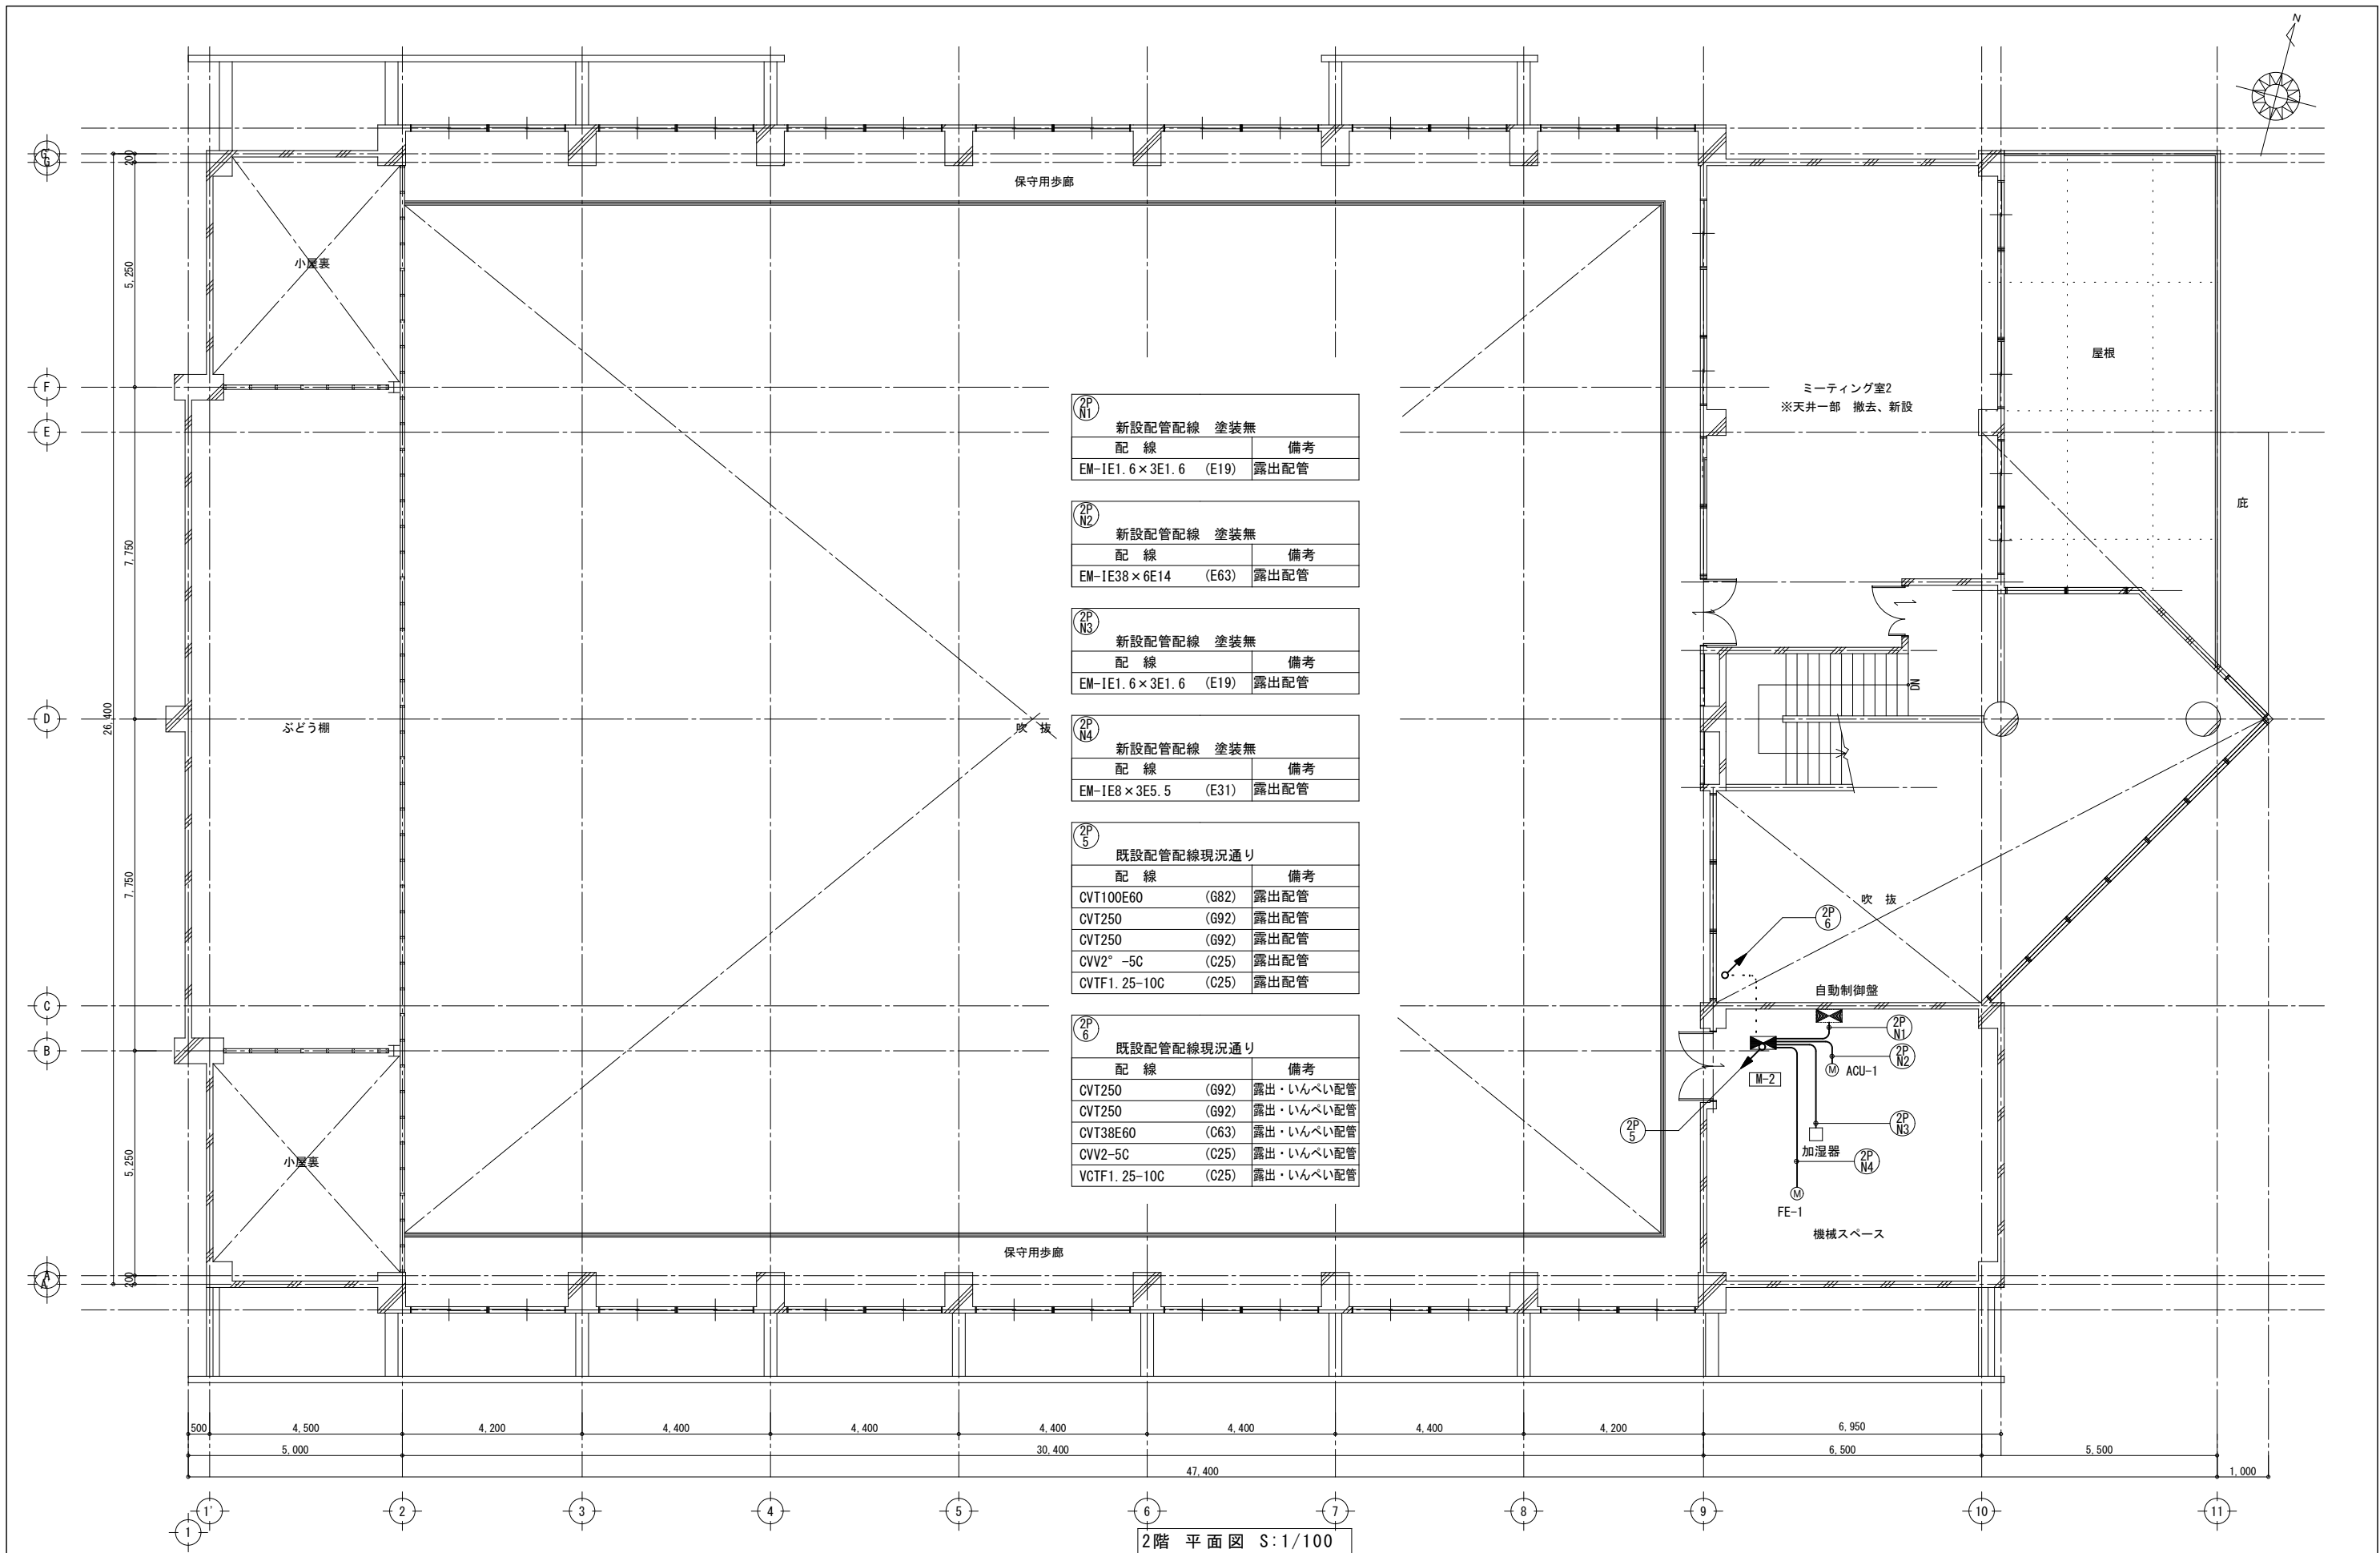 N
G'
G
F
E
D
C
B
A
A'
200
5,250
7,750
26,400
7,750
5,250
200
保守用歩廊
小屋裏
ぶどう棚
吹 抜
小屋裏
保守用歩廊
ミーティング室2
※天井一部 撤去、新設
屋根
庇
DN
吹 抜
2P
6
自動制御盤
2P
N1
2P
N2
M
ACU-1
M-2
2P
5
2P
N3
加湿器
2P
N4
M
FE-1
機械スペース
2P
N1
新設配管配線 塗装無
配 線 備考
EM-IE1.6×3E1.6 (E19) 露出配管
2P
N2
新設配管配線 塗装無
配 線 備考
EM-IE38×6E14 (E63) 露出配管
2P
N3
新設配管配線 塗装無
配 線 備考
EM-IE1.6×3E1.6 (E19) 露出配管
2P
N4
新設配管配線 塗装無
配 線 備考
EM-IE8×3E5.5 (E31) 露出配管
2P
5
既設配管配線現況通り
配 線 備考
CVT100E60 (G82) 露出配管
CVT250 (G92) 露出配管
CVT250 (G92) 露出配管
CVV2°-5C (C25) 露出配管
CVTF1.25-10C (C25) 露出配管
2P
6
既設配管配線現況通り
配 線 備考
CVT250 (G92) 露出・いんぺい配管
CVT250 (G92) 露出・いんぺい配管
CVT38E60 (C63) 露出・いんぺい配管
CVV2-5C (C25) 露出・いんぺい配管
VCTF1.25-10C (C25) 露出・いんぺい配管
500 4,500 4,200 4,400 4,400 4,400 4,400 4,400 4,200 6,950
5,000 30,400 6,500 5,500
47,400 1,000
1' 2 3 4 5 6 7 8 9 10 11
1
2階 平面図 S:1/100